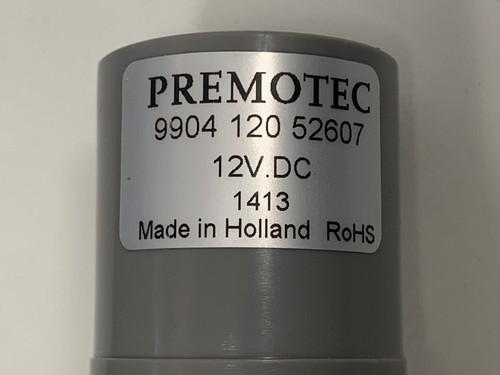 PREMOTEC
9904 120 52607
12V.DC
1413
Made in Holland RoHS